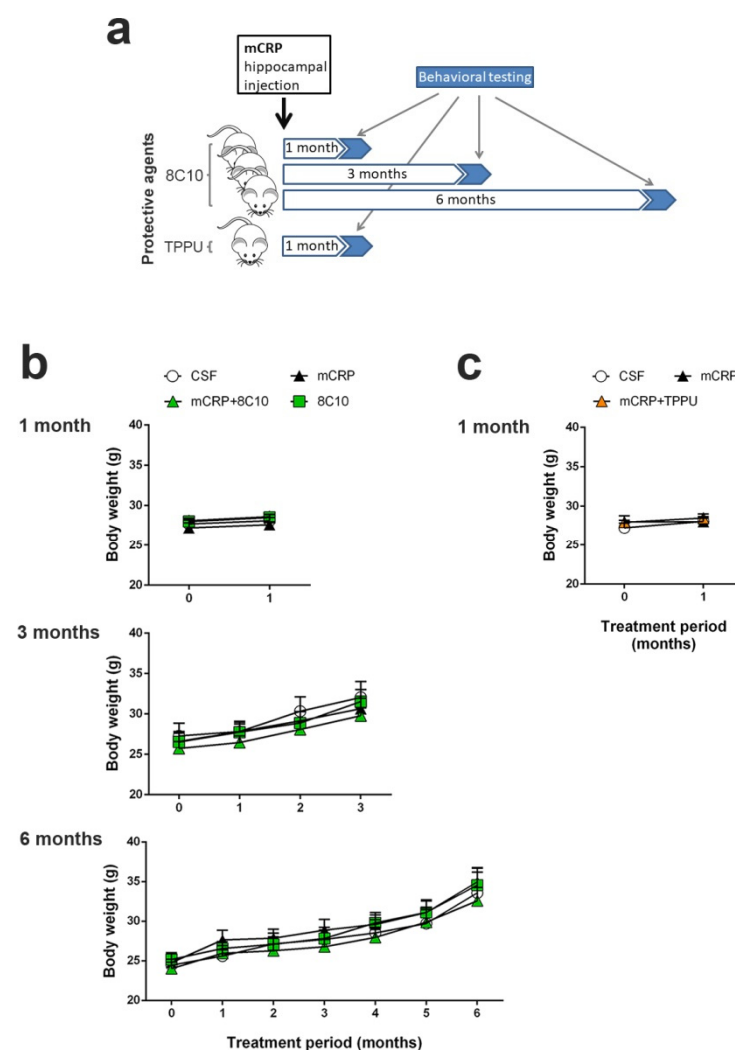 a
mCRP
hippocampal
injection
Behavioral testing
Protective agents
8C10
1 month
3 months
6 months
TPPU
1 month
b
CSF mCRP
mCRP+8C10 8C10
1 month
Body weight (g)
40
35
30
25
20
0 1
3 months
Body weight (g)
40
35
30
25
20
0 1 2 3
6 months
Body weight (g)
40
35
30
25
20
0 1 2 3 4 5 6
Treatment period (months)
c
CSF mCRP
mCRP+TPPU
1 month
Body weight (g)
40
35
30
25
20
0 1
Treatment period
(months)